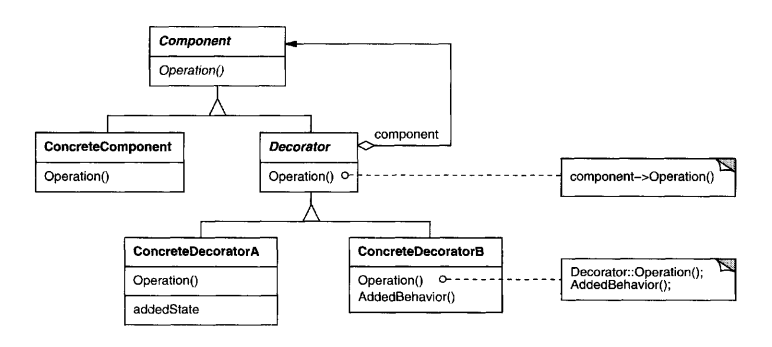 Component
Operation()
component
ConcreteComponent
Operation()
Decorator
Operation()
component–>Operation()
ConcreteDecoratorA
Operation()
addedState
ConcreteDecoratorB
Operation()
AddedBehavior()
Decorator::Operation();
AddedBehavior();